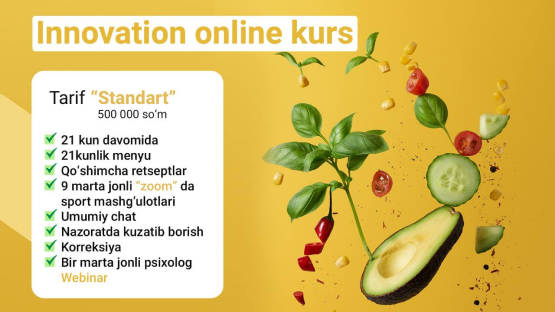 Innovation online kurs
Tarif “Standart”
500 000 so‘m
21 kun davomida
21kunlik menyu
Qo‘shimcha retseptlar
9 marta jonli “zoom” da
sport mashg‘ulotlari
Umumiy chat
Nazoratda kuzatib borish
Korreksiya
Bir marta jonli psixolog
Webinar